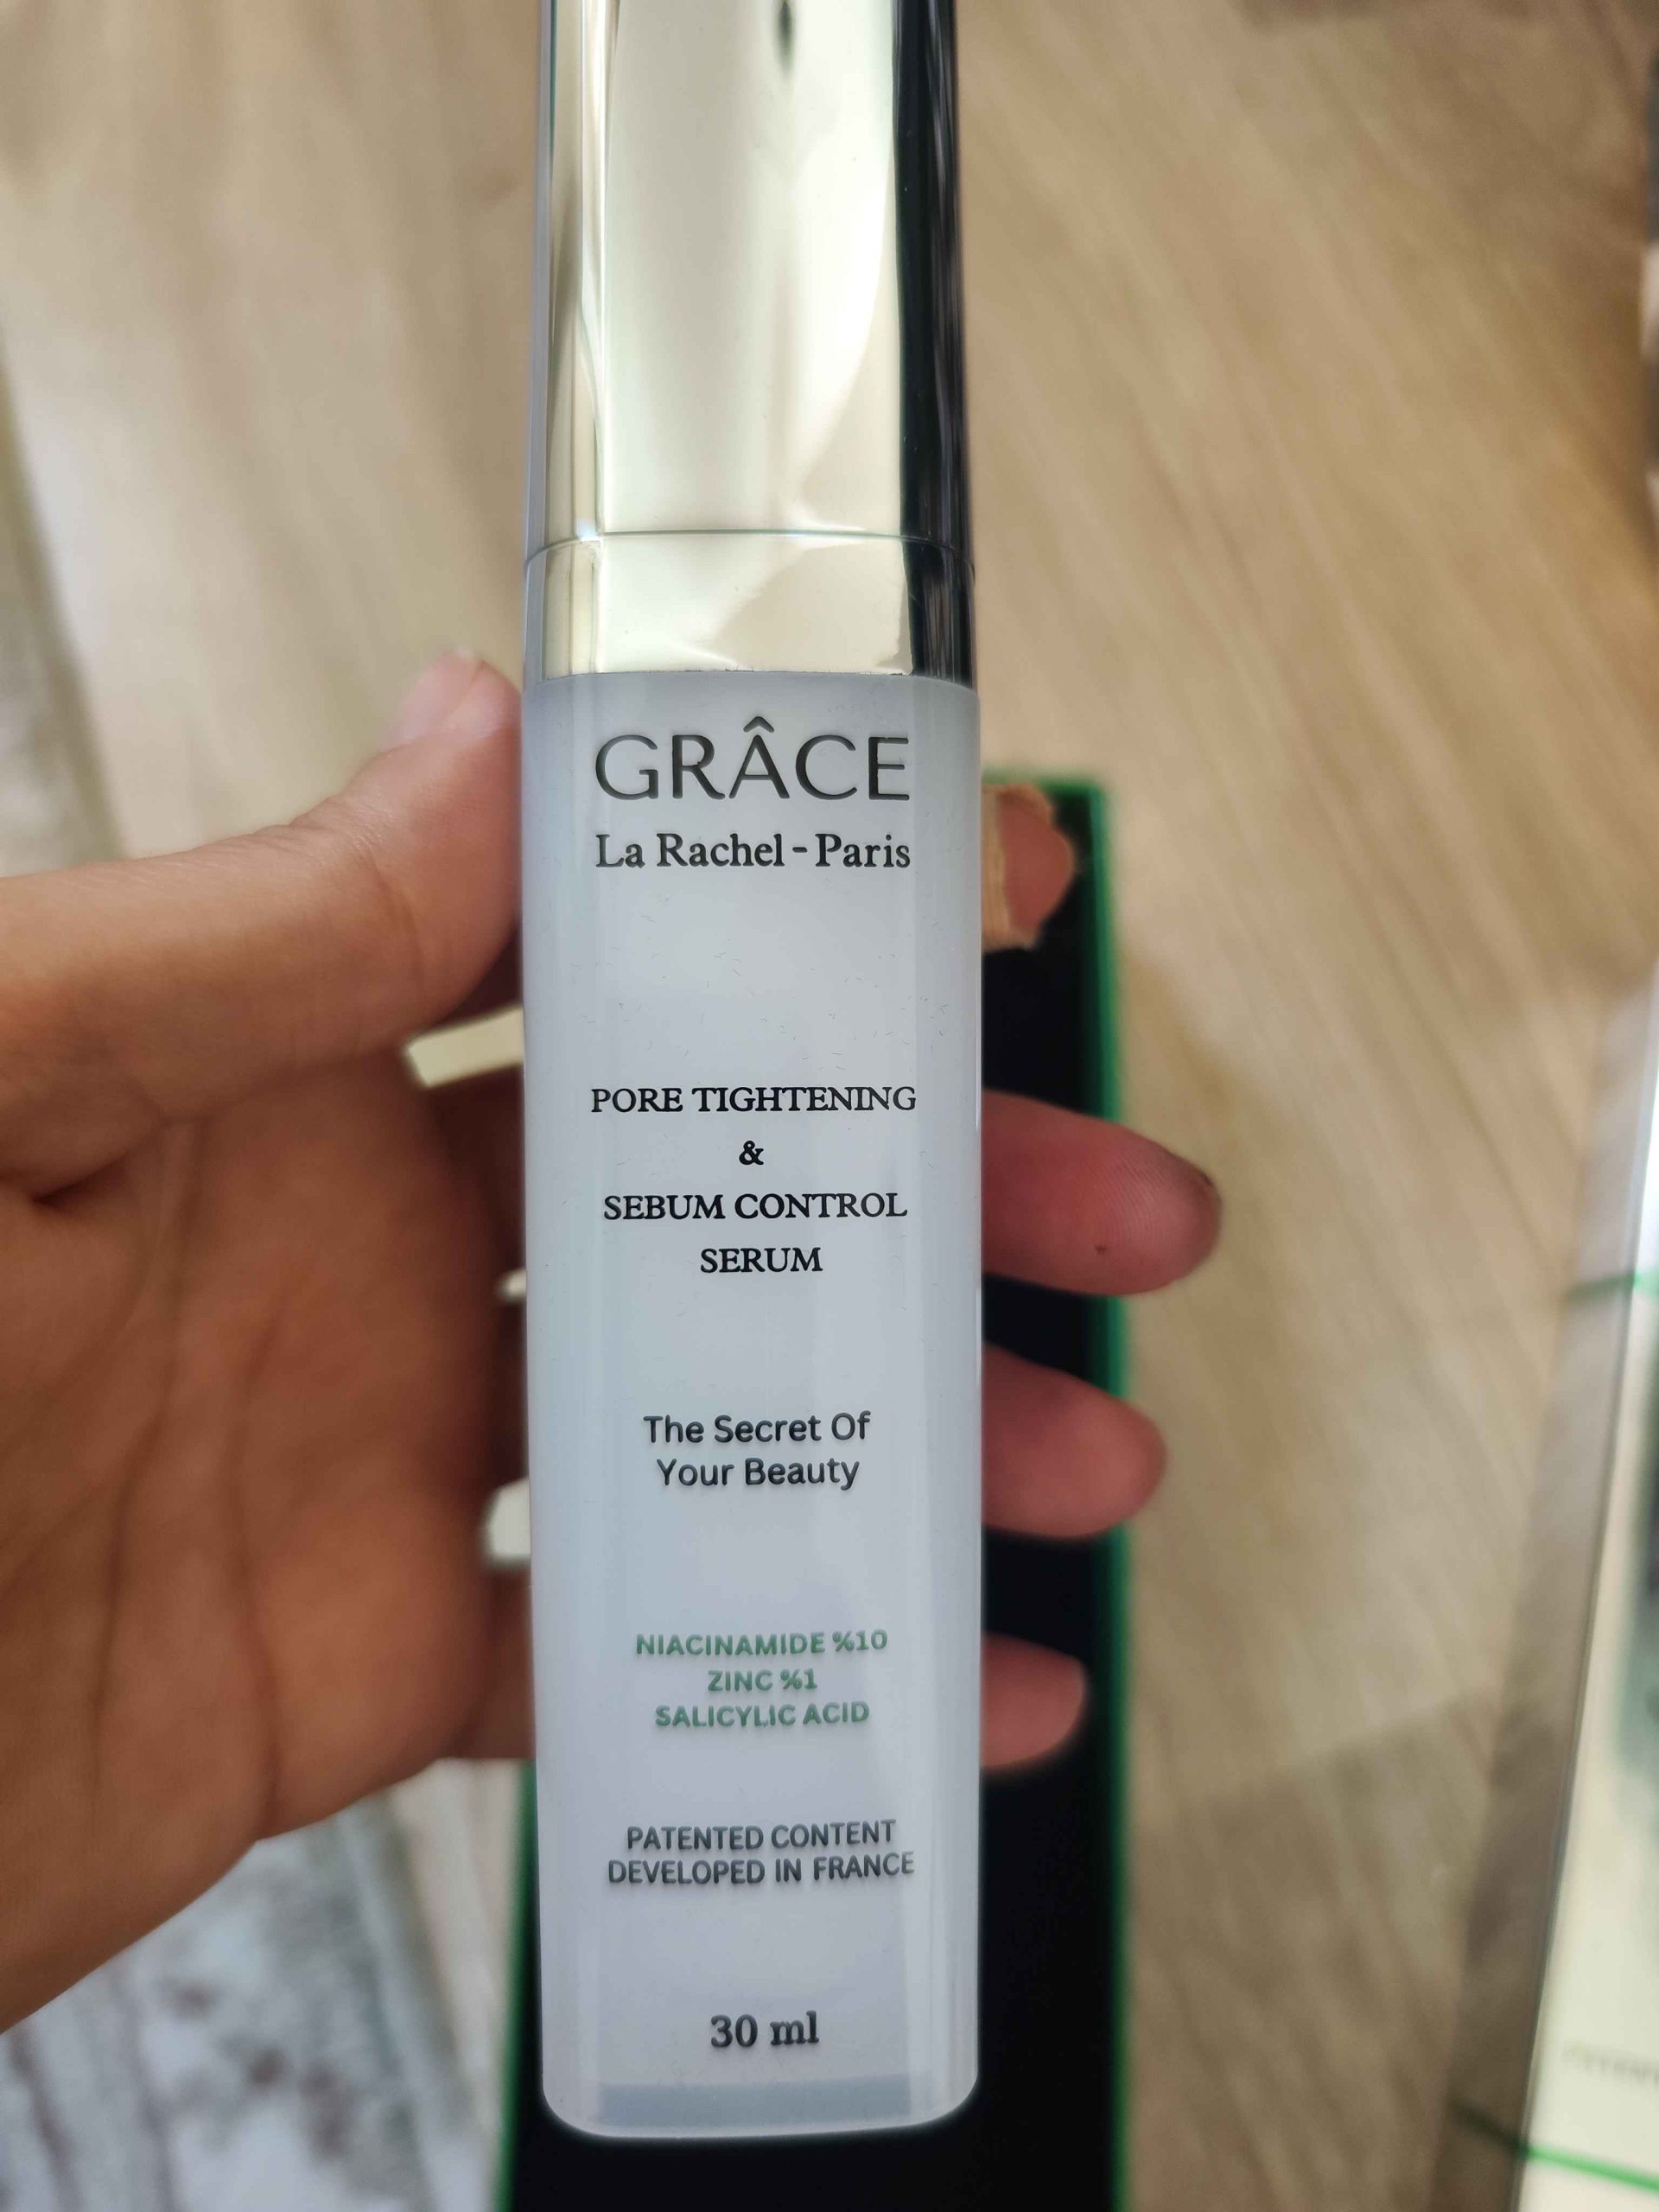 GRÂCE
La Rachel - Paris
PORE TIGHTENING
&
SEBUM CONTROL
SERUM
The Secret Of
Your Beauty
NIACINAMIDE %10
ZINC %1
SALICYLIC ACID
PATENTED CONTENT
DEVELOPED IN FRANCE
30 ml